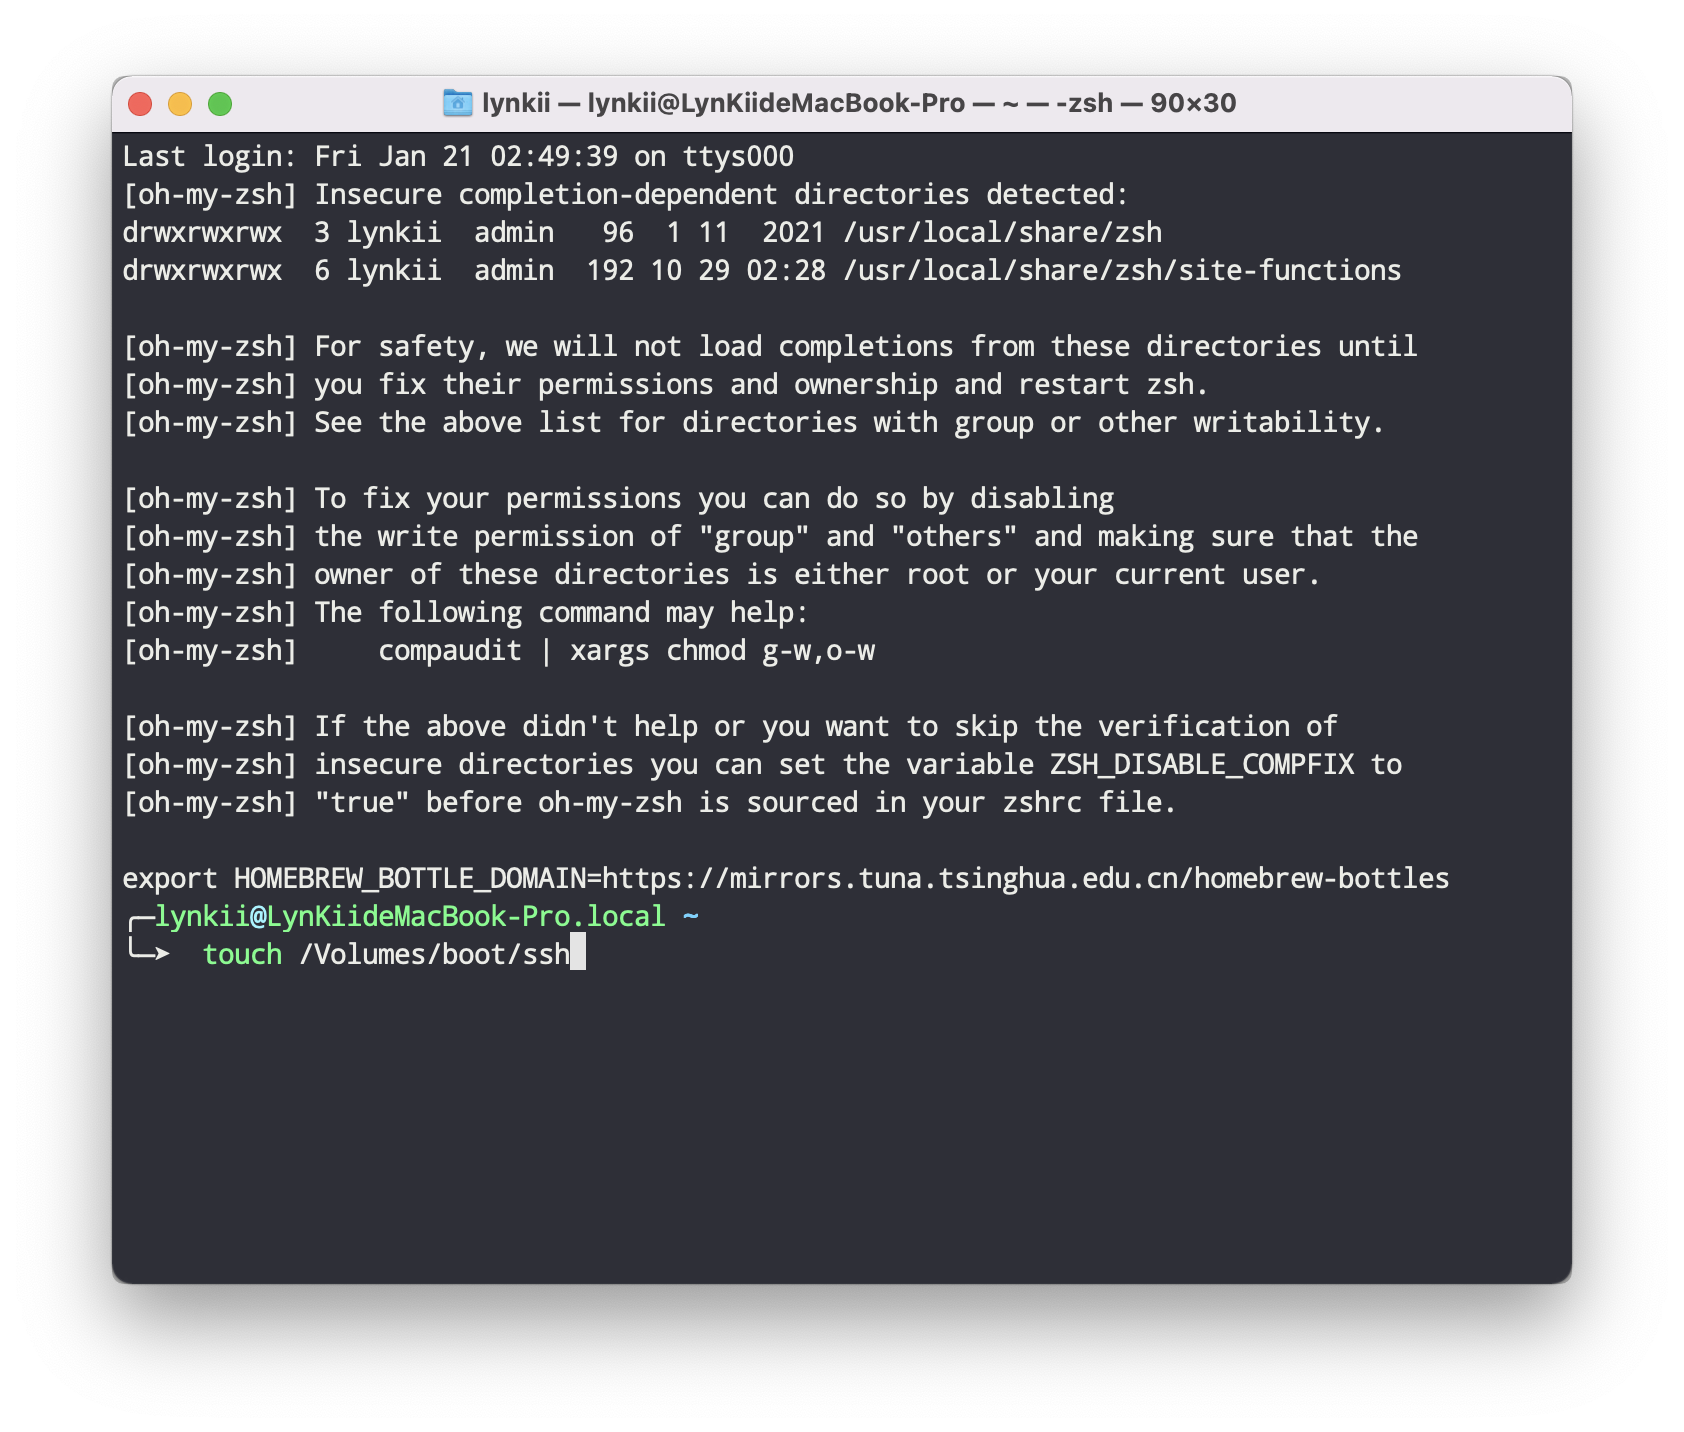 lynkii — lynkii@LynKiideMacBook-Pro — ~ — -zsh — 90×30
Last login: Fri Jan 21 02:49:39 on ttys000
[oh-my-zsh] Insecure completion-dependent directories detected:
drwxrwxrwx  3 lynkii  admin   96  1 11  2021 /usr/local/share/zsh
drwxrwxrwx  6 lynkii  admin  192 10 29 02:28 /usr/local/share/zsh/site-functions
[oh-my-zsh] For safety, we will not load completions from these directories until
[oh-my-zsh] you fix their permissions and ownership and restart zsh.
[oh-my-zsh] See the above list for directories with group or other writability.
[oh-my-zsh] To fix your permissions you can do so by disabling
[oh-my-zsh] the write permission of "group" and "others" and making sure that the
[oh-my-zsh] owner of these directories is either root or your current user.
[oh-my-zsh] The following command may help:
[oh-my-zsh]     compaudit | xargs chmod g-w,o-w
[oh-my-zsh] If the above didn't help or you want to skip the verification of
[oh-my-zsh] insecure directories you can set the variable ZSH_DISABLE_COMPFIX to
[oh-my-zsh] "true" before oh-my-zsh is sourced in your zshrc file.
export HOMEBREW_BOTTLE_DOMAIN=https://mirrors.tuna.tsinghua.edu.cn/homebrew-bottles
╭─lynkii@LynKiideMacBook-Pro.local ~
╰─➤  touch /Volumes/boot/ssh